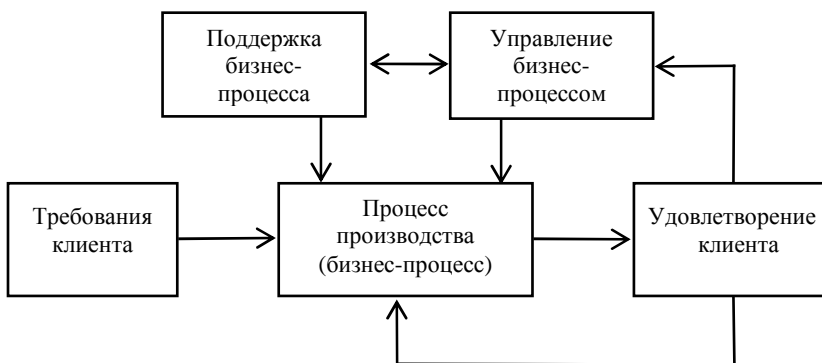 Поддержка
бизнес-
процесса
Управление
бизнес-
процессом
Требования
клиента
Процесс
производства
(бизнес-процесс)
Удовлетворение
клиента